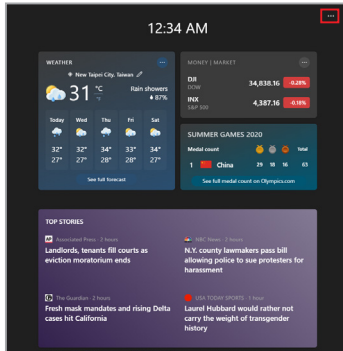 12:34 AM
WEATHER
New Taipei City, Taiwan
31 °C
Rain showers
87%
Today Wed Thu Fri Sat
32° 32° 34° 33° 34°
27° 27° 28° 27° 27°
See full forecast
MONEY | MARKET
DJI 34,838.16 -0.28%
DOW
INX 4,387.16 -0.18%
S&P 500
SUMMER GAMES 2020
Medal count Total
1 China 29 18 16 63
See full medal count on Olympics.com
TOP STORIES
Associated Press · 2 hours
Landlords, tenants fill courts as
eviction moratorium ends
NBC News · 2 hours
N.Y. county lawmakers pass bill
allowing police to sue protesters for
harassment
The Guardian · 2 hours
Fresh mask mandates and rising Delta
cases hit California
USA TODAY SPORTS · 1 hour
Laurel Hubbard would rather not
carry the weight of transgender
history